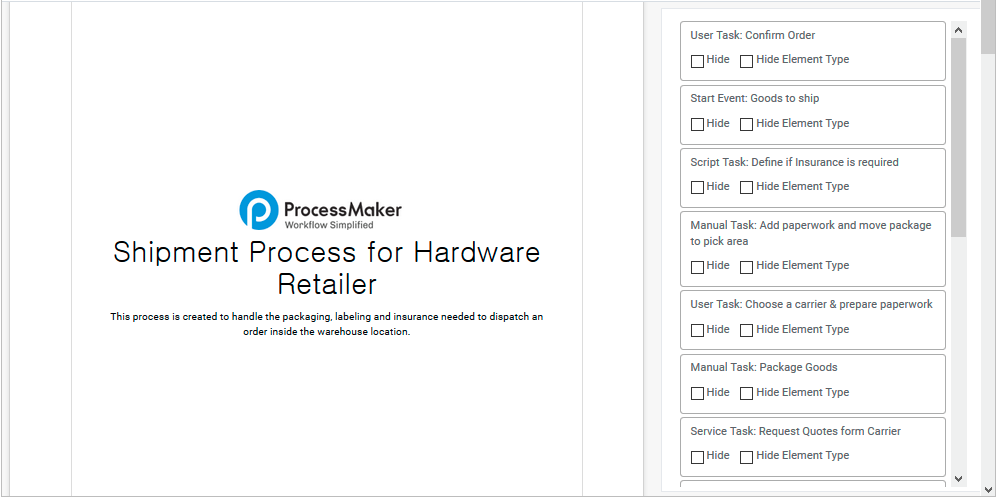 ProcessMaker
Workflow Simplified
Shipment Process for Hardware
Retailer
This process is created to handle the packaging, labeling and insurance needed to dispatch an
order inside the warehouse location.
User Task: Confirm Order
Hide Hide Element Type
Start Event: Goods to ship
Hide Hide Element Type
Script Task: Define if Insurance is required
Hide Hide Element Type
Manual Task: Add paperwork and move package
to pick area
Hide Hide Element Type
User Task: Choose a carrier & prepare paperwork
Hide Hide Element Type
Manual Task: Package Goods
Hide Hide Element Type
Service Task: Request Quotes form Carrier
Hide Hide Element Type